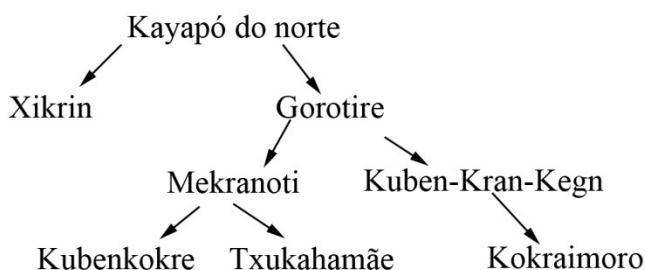 Kayapó do norte
Xikrin
Gorotire
Mekranoti
Kuben-Kran-Kegn
Kubenkokre
Txukahamãe
Kokraimoro